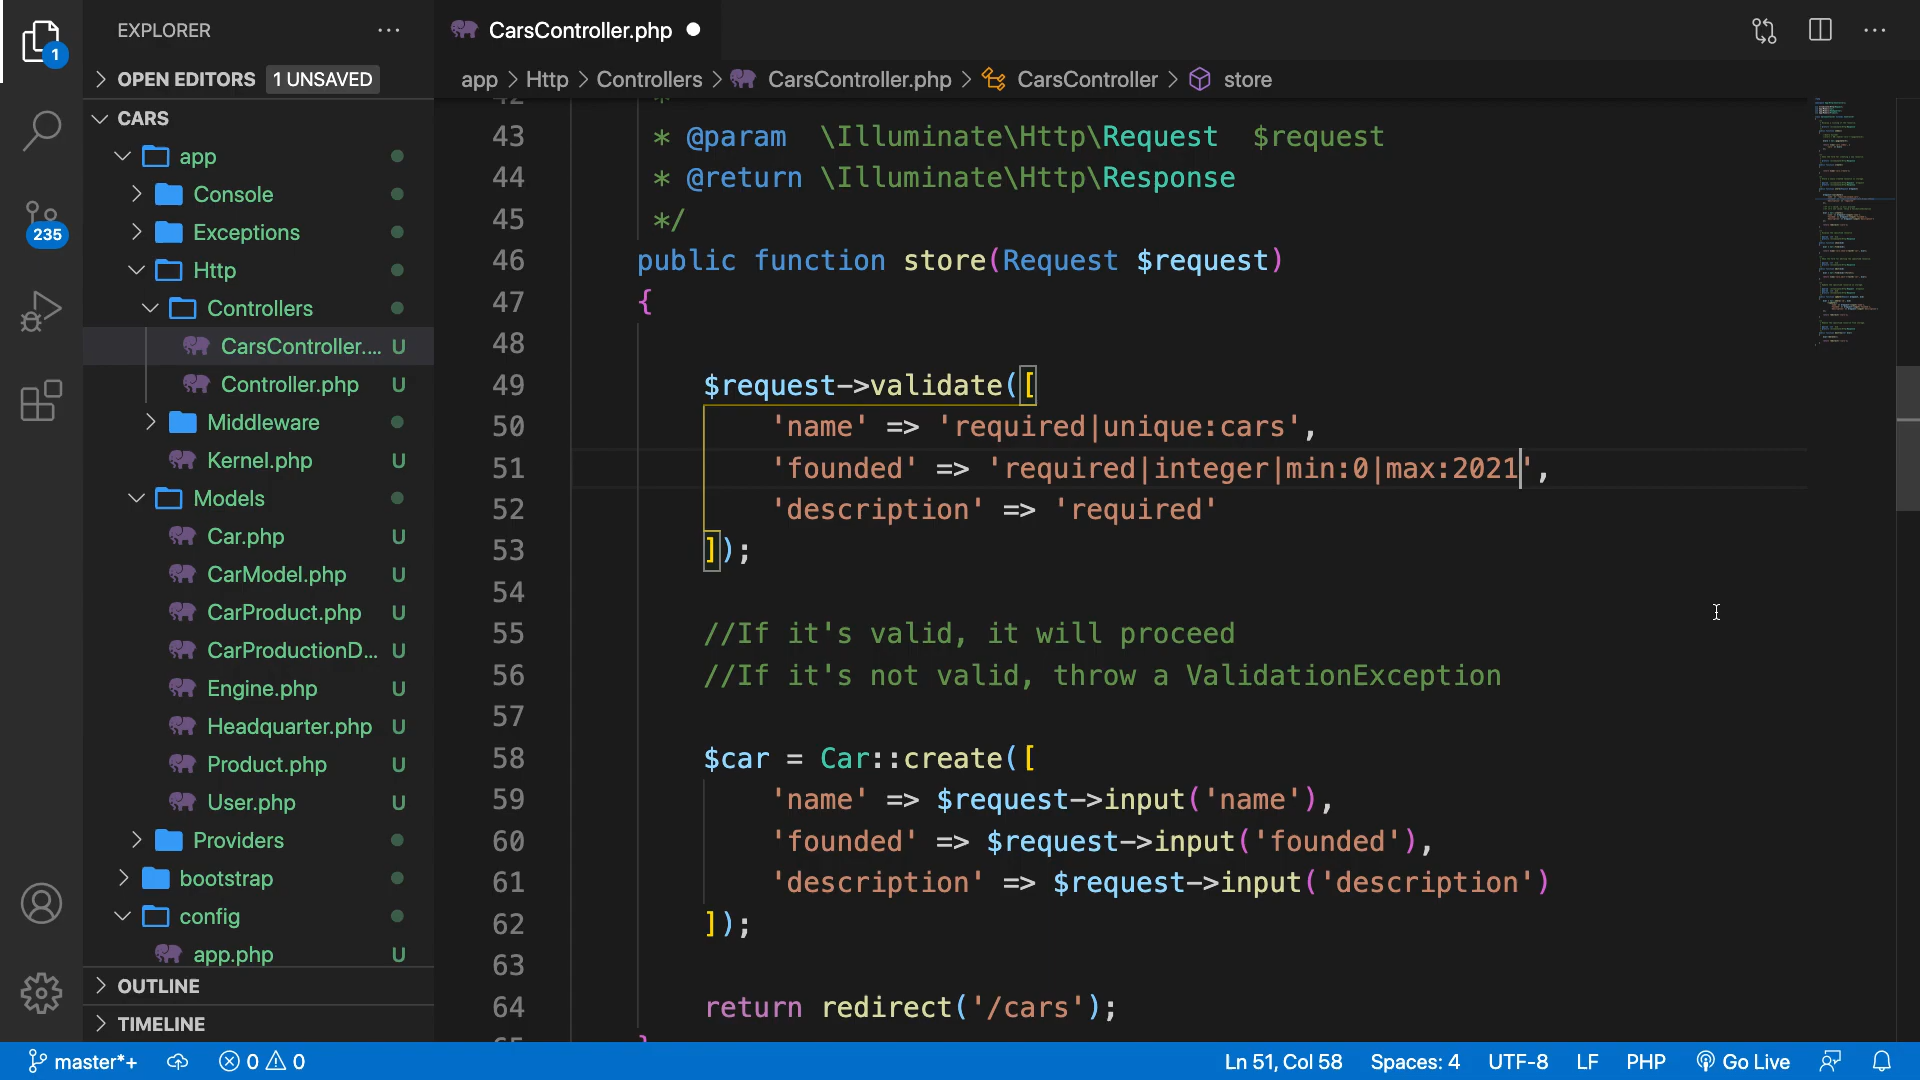 EXPLORER
CarsController.php
1
OPEN EDITORS 1 UNSAVED
app > Http > Controllers > CarsController.php > CarsController > store
CARS
app
Console
Exceptions
235
Http
Controllers
CarsController.... U
Controller.php U
Middleware
Kernel.php U
Models
Car.php U
CarModel.php U
CarProduct.php U
CarProductionD... U
Engine.php U
Headquarter.php U
Product.php U
User.php U
Providers
bootstrap
config
app.php U
OUTLINE
TIMELINE
43 * @param \Illuminate\Http\Request $request
44 * @return \Illuminate\Http\Response
45 */
46 public function store(Request $request)
47 {
48
49 $request->validate([
50 'name' => 'required|unique:cars',
51 'founded' => 'required|integer|min:0|max:2021',
52 'description' => 'required'
53 ]);
54
55 //If it's valid, it will proceed
56 //If it's not valid, throw a ValidationException
57
58 $car = Car::create([
59 'name' => $request->input('name'),
60 'founded' => $request->input('founded'),
61 'description' => $request->input('description')
62 ]);
63
64 return redirect('/cars');
master*+ 0 0 Ln 51, Col 58 Spaces: 4 UTF-8 LF PHP Go Live